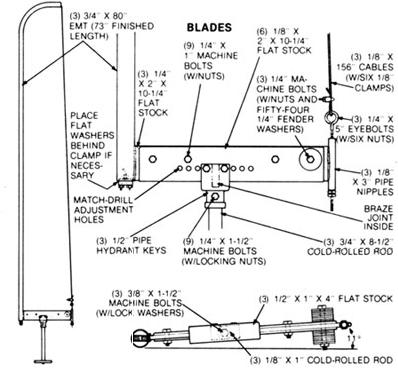 (3) 3/4" X 80"
EMT (73" FINISHED
LENGTH)
BLADES
(3) 1/4"
X 2" X
10-1/4"
FLAT
STOCK
(9) 1/4" X
1" MACHINE
BOLTS
(W/NUTS)
(6) 1/8" X
2" X 10-1/4"
FLAT STOCK
(3) 1/4" MA-
CHINE BOLTS
(W/NUTS AND
FIFTY-FOUR
1/4" FENDER
WASHERS)
(3) 1/8" X
156" CABLES
(W/SIX 1/8"
CLAMPS)
(3) 1/4" X
5" EYEBOLTS
(W/SIX NUTS)
PLACE
FLAT
WASHERS
BEHIND
CLAMP IF
NECES-
SARY
MATCH-DRILL
ADJUSTMENT
HOLES
(3) 1/8"
X 3" PIPE
NIPPLES
BRAZE
JOINT
INSIDE
(3) 1/2" PIPE
HYDRANT KEYS
(9) 1/4" X 1-1/2"
MACHINE BOLTS
(W/LOCKING NUTS)
(3) 3/4" X 8-1/2"
COLD-ROLLED ROD
(3) 3/8" X 1-1/2"
MACHINE BOLTS
(W/LOCK WASHERS)
(3) 1/2" X 1" X 4" FLAT STOCK
11°
(3) 1/8" X 1" COLD-ROLLED ROD